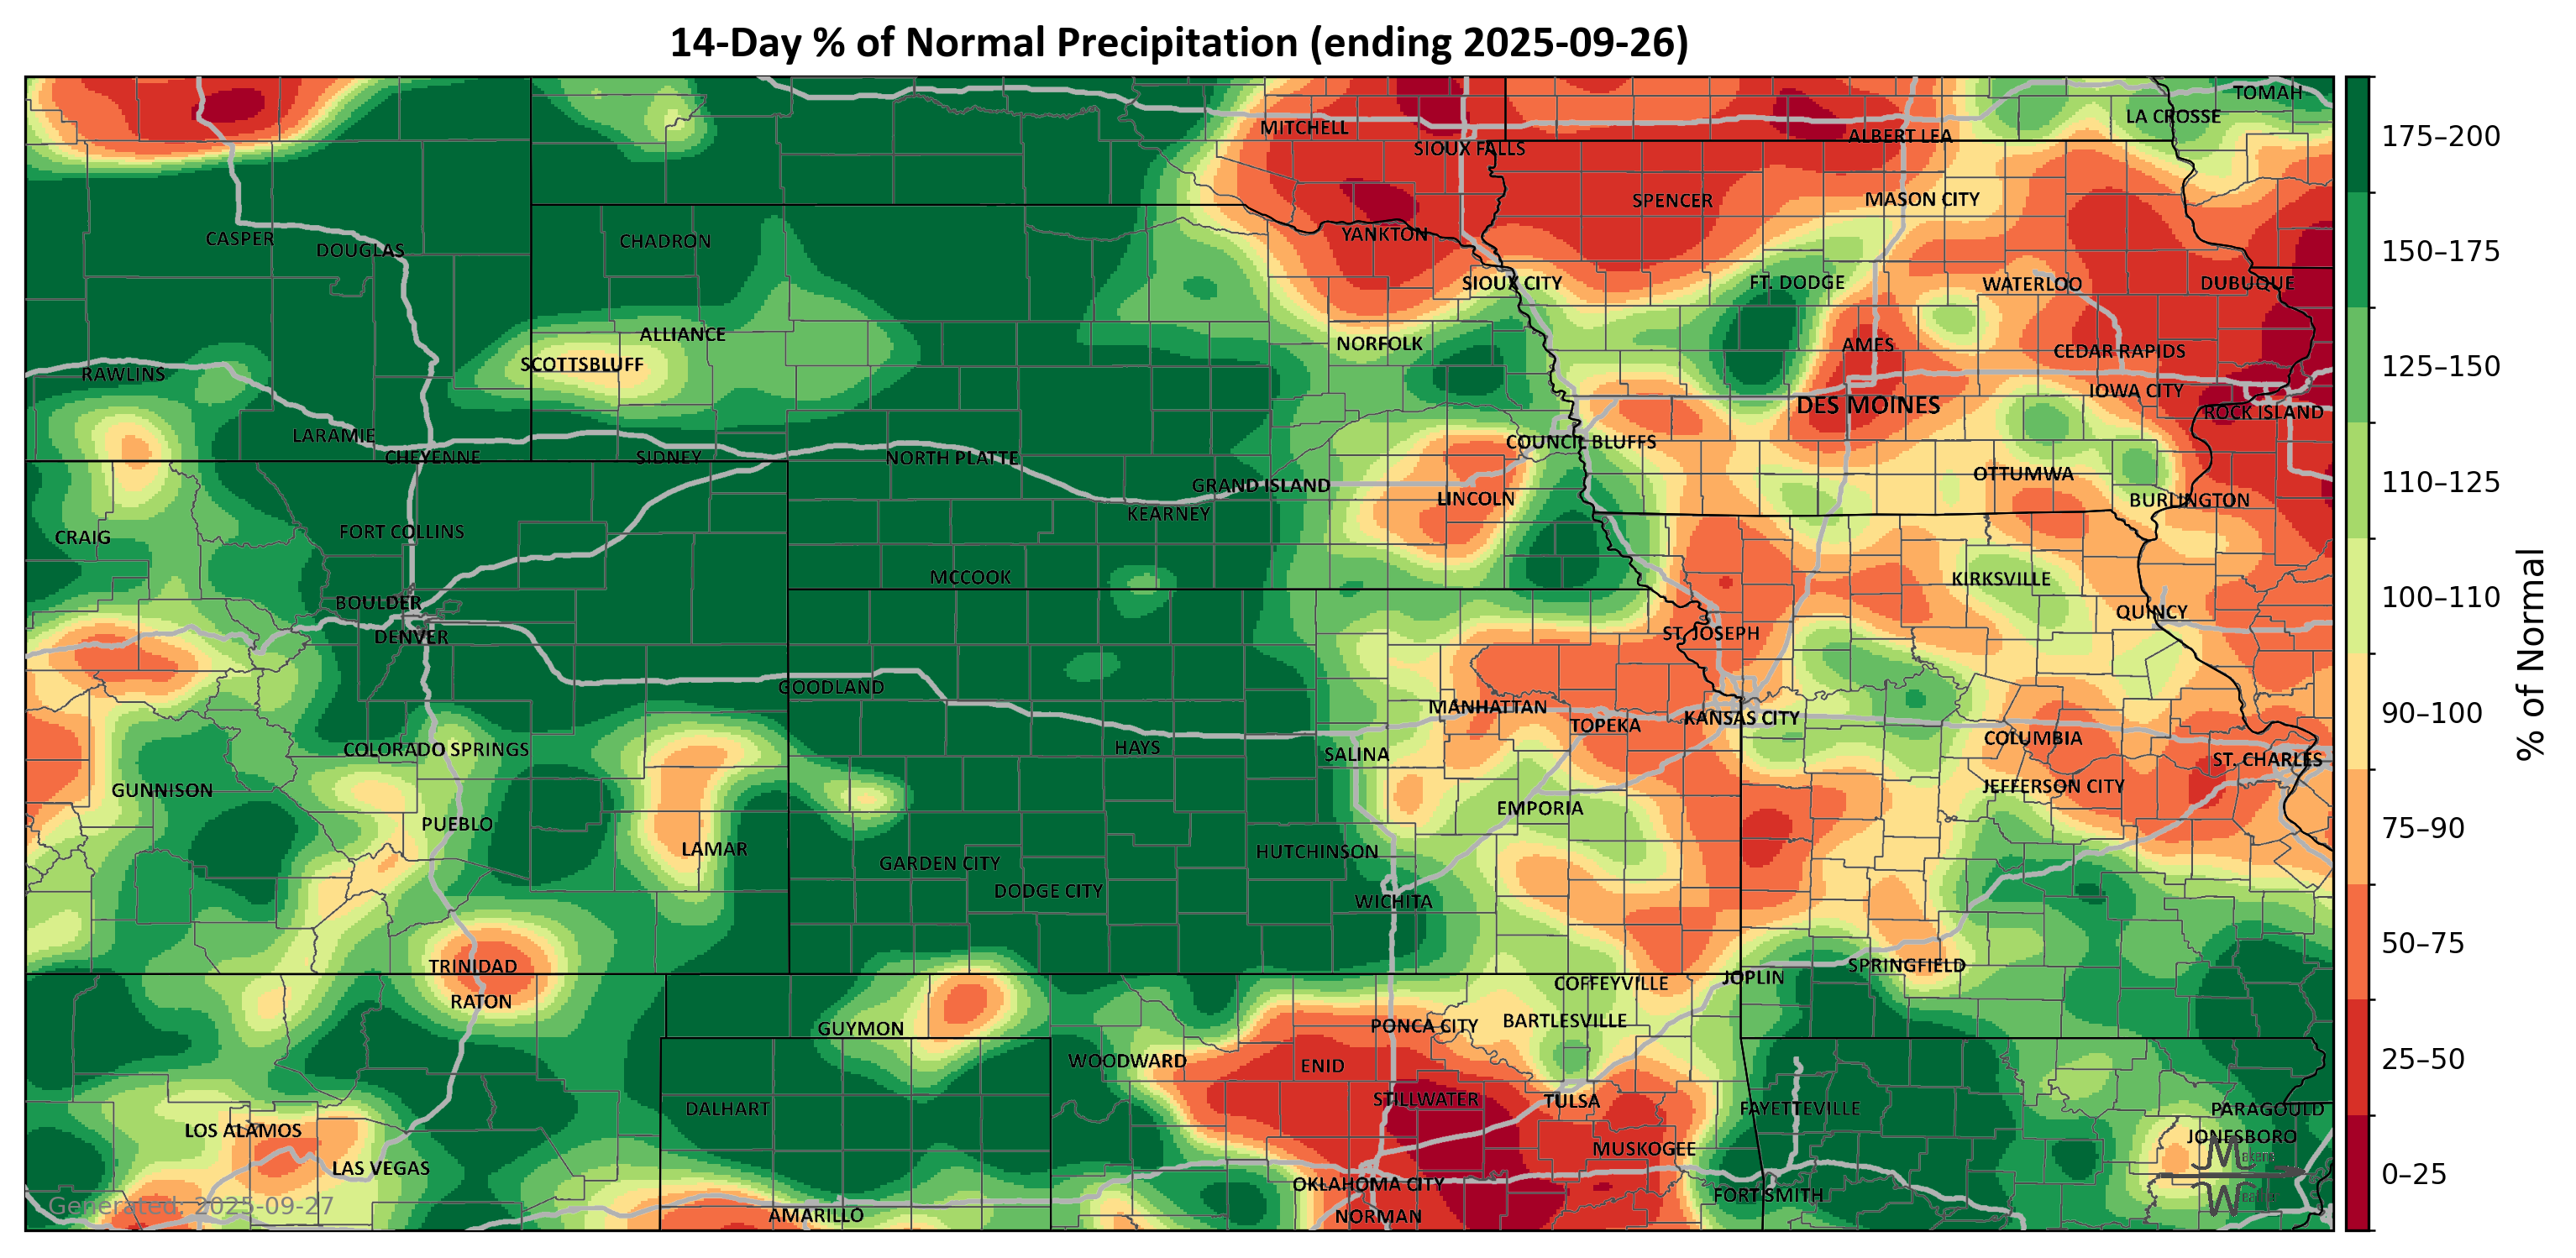 14-Day % of Normal Precipitation (ending 2025-09-26)
TOMAH
LA CROSSE
MITCHELL
ALBERT LEA
SIOUX FALLS
SPENCER
MASON CITY
CASPER
DOUGLAS
CHADRON
YANKTON
SIOUX CITY
FT. DODGE
WATERLOO
DUBUQUE
ALLIANCE
NORFOLK
AMES
CEDAR RAPIDS
SCOTTSBLUFF
RAWLINS
IOWA CITY
DES MOINES
ROCK ISLAND
LARAMIE
COUNCIL BLUFFS
CHEYENNE
SIDNEY
NORTH PLATTE
OTTUMWA
GRAND ISLAND
LINCOLN
BURLINGTON
KEARNEY
FORT COLLINS
CRAIG
MCCOOK
KIRKSVILLE
BOULDER
QUINCY
DENVER
ST. JOSEPH
GOODLAND
MANHATTAN
TOPEKA
KANSAS CITY
COLUMBIA
COLORADO SPRINGS
HAYS
SALINA
ST. CHARLES
GUNNISON
JEFFERSON CITY
EMPORIA
PUEBLO
LAMAR
HUTCHINSON
GARDEN CITY
DODGE CITY
WICHITA
TRINIDAD
SPRINGFIELD
COFFEYVILLE
JOPLIN
RATON
GUYMON
PONCA CITY
BARTLESVILLE
WOODWARD
ENID
STILLWATER
TULSA
DALHART
FAYETTEVILLE
PARAGOULD
LOS ALAMOS
JONESBORO
MUSKOGEE
LAS VEGAS
OKLAHOMA CITY
FORT SMITH
AMARILLO
NORMAN
Generated: 2025-09-27
175–200
150–175
125–150
110–125
100–110
90–100
75–90
50–75
25–50
0–25
% of Normal